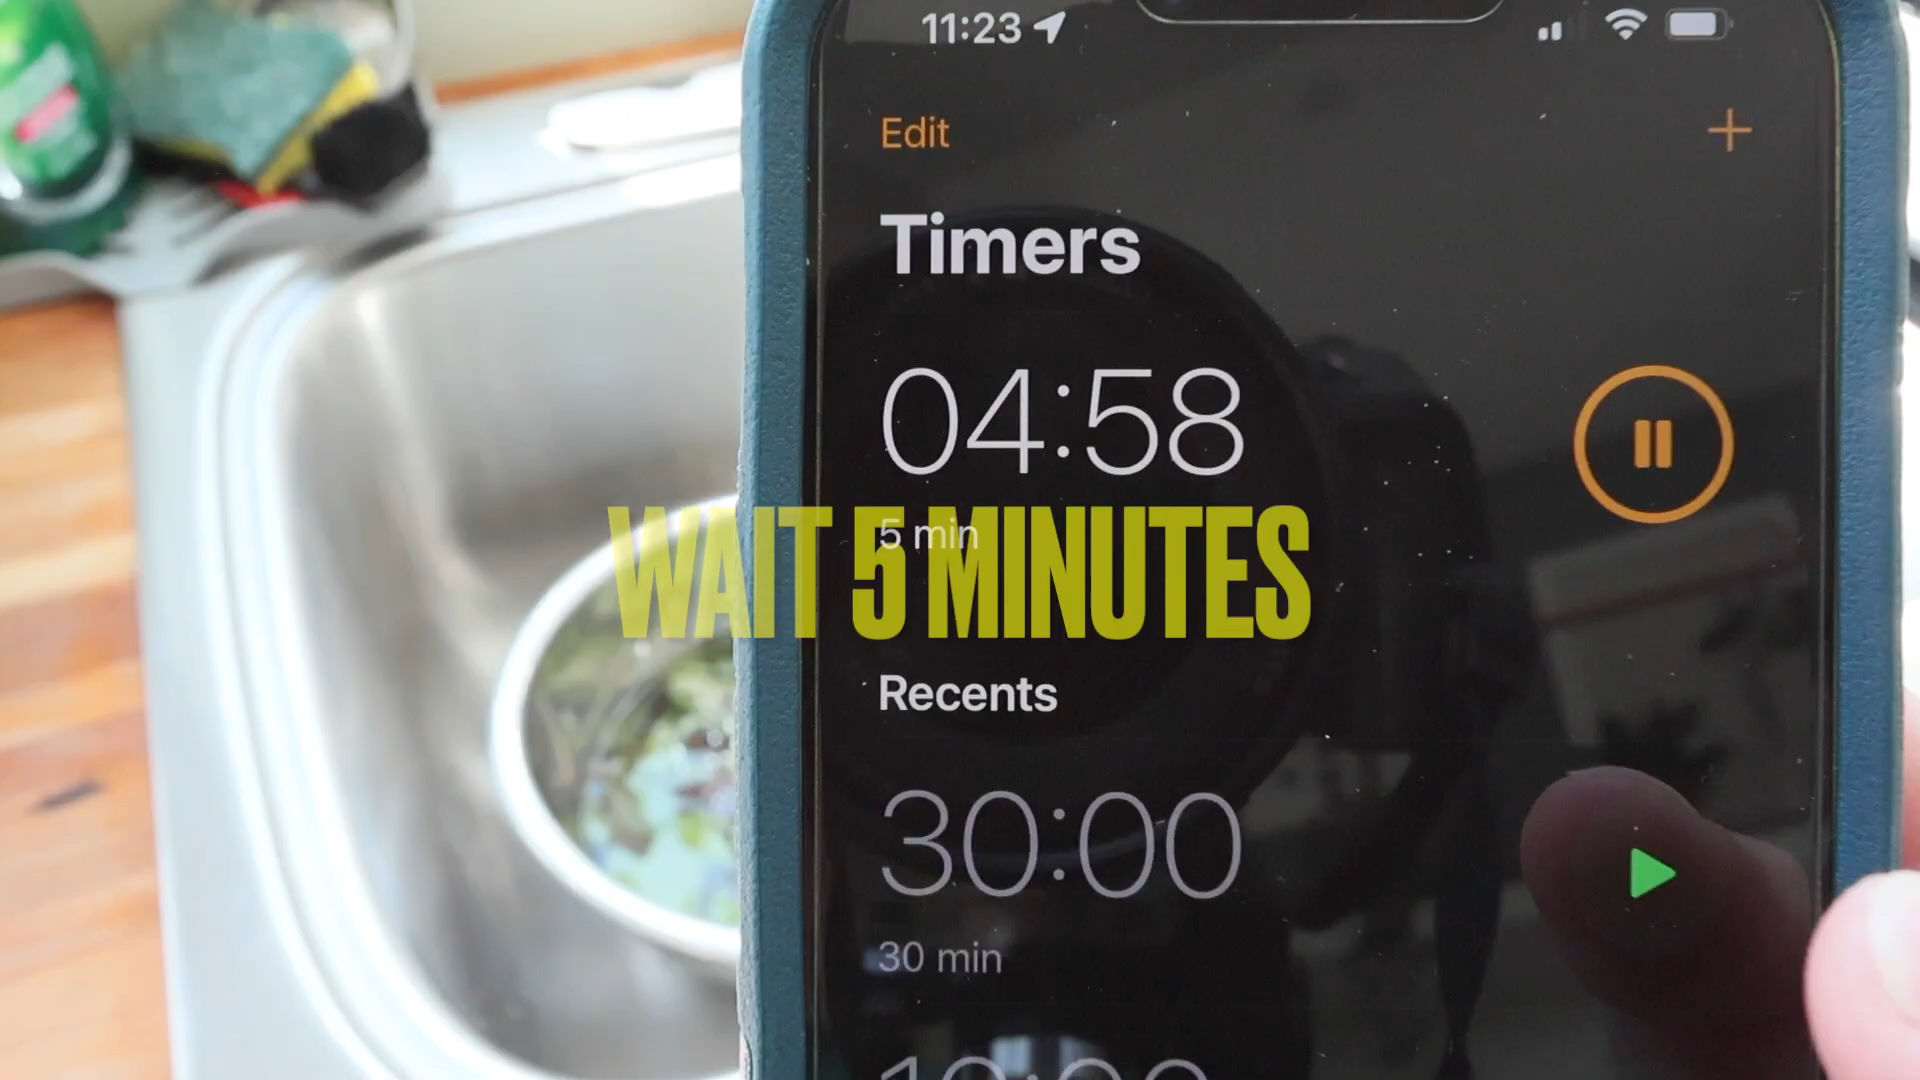 11:23
Edit
Timers
04:58
5 min
WAIT 5 MINUTES
Recents
30:00
30 min